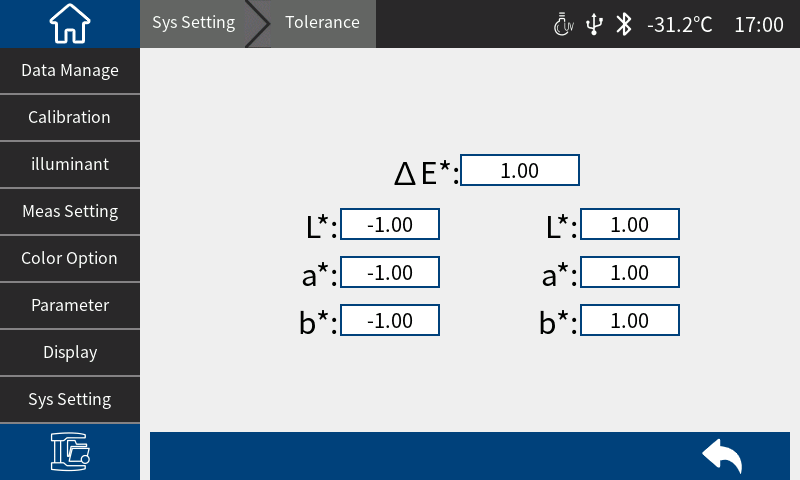 Sys Setting
Tolerance
UV
-31.2°C
17:00
Data Manage
Calibration
illuminant
Meas Setting
Color Option
Parameter
Display
Sys Setting
Δ E*: 1.00
L*: -1.00
L*: 1.00
a*: -1.00
a*: 1.00
b*: -1.00
b*: 1.00